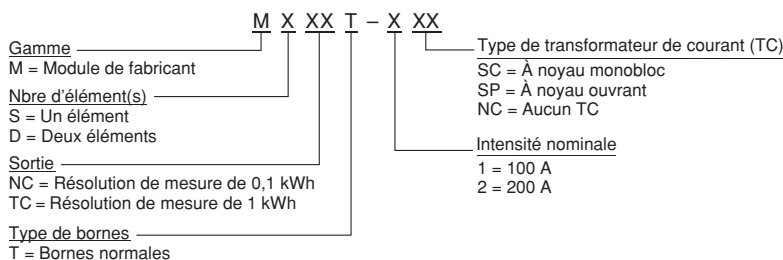 M X XX T – X XX
Gamme
M = Module de fabricant
Nbre d'élément(s)
S = Un élément
D = Deux éléments
Sortie
NC = Résolution de mesure de 0,1 kWh
TC = Résolution de mesure de 1 kWh
Type de bornes
T = Bornes normales
Type de transformateur de courant (TC)
SC = À noyau monobloc
SP = À noyau ouvrant
NC = Aucun TC
Intensité nominale
1 = 100 A
2 = 200 A